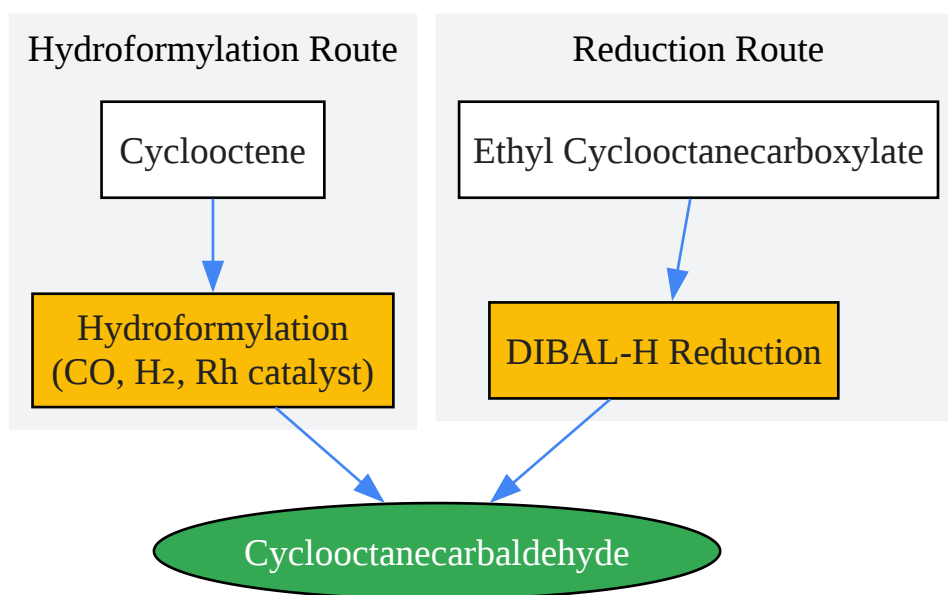 Hydroformylation Route
Cyclooctene
Hydroformylation
(CO, H₂, Rh catalyst)
Reduction Route
Ethyl Cyclooctanecarboxylate
DIBAL-H Reduction
Cyclooctanecarbaldehyde